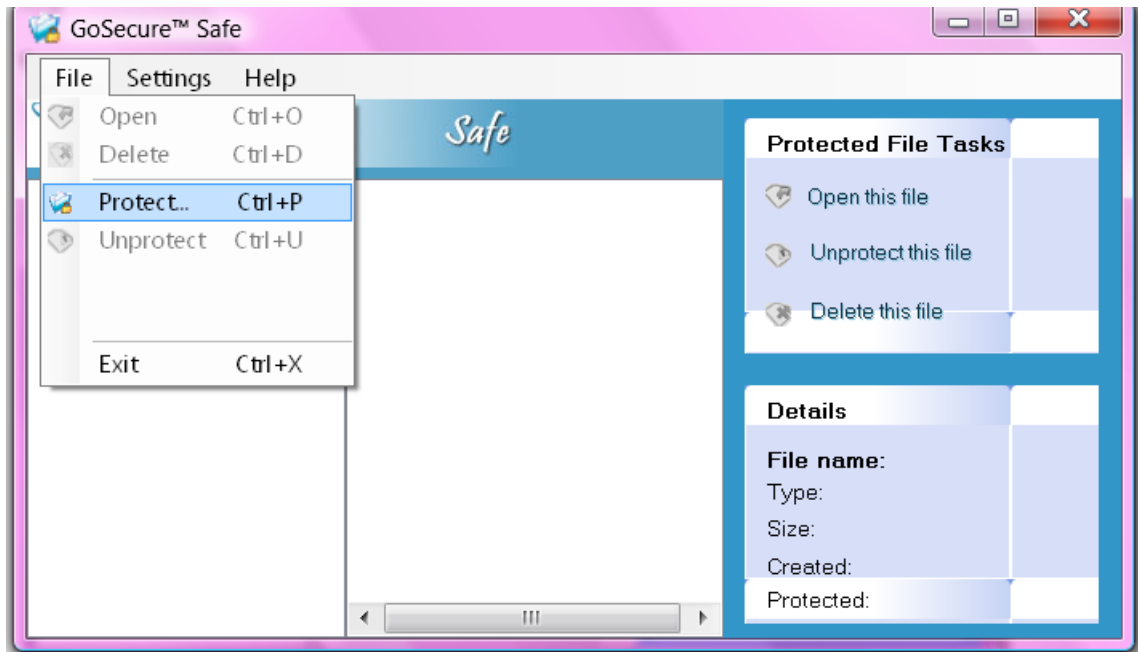 GoSecure™ Safe
File Settings Help
Open Ctrl+O
Delete Ctrl+D
Protect... Ctrl+P
Unprotect Ctrl+U
Exit Ctrl+X
Safe
Protected File Tasks
Open this file
Unprotect this file
Delete this file
Details
File name:
Type:
Size:
Created:
Protected: